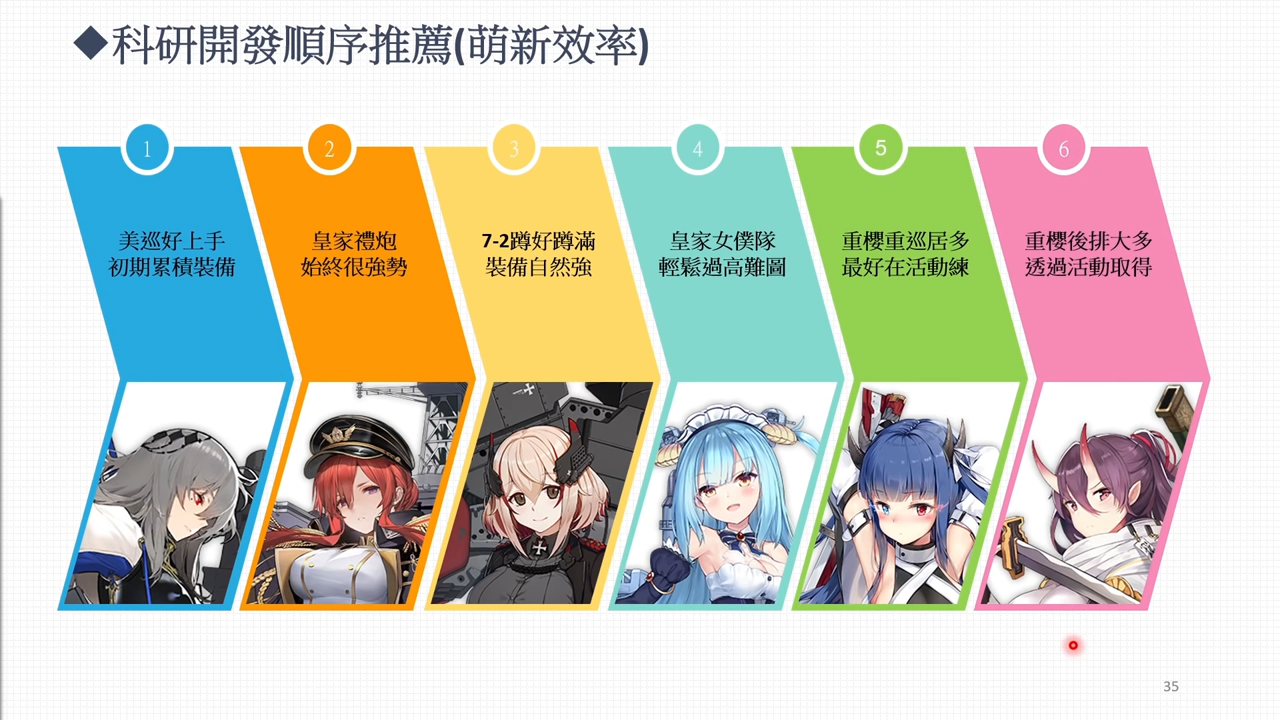 ◆科研開發順序推薦(萌新效率)
1
美巡好上手
初期累積裝備
2
皇家禮炮
始終很強勢
3
7-2蹲好蹲滿
裝備自然強
4
皇家女僕隊
輕鬆過高難圖
5
重櫻重巡居多
最好在活動練
6
重櫻後排大多
透過活動取得
35